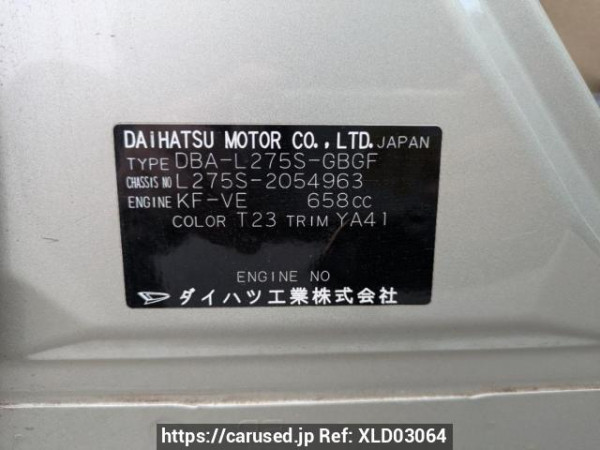 DAIHATSU MOTOR CO.,LTD. JAPAN
TYPE DBA-L275S-GBGF
CHASSIS NO L275S-2054963
ENGINE KF-VE 658CC
COLOR T23 TRIM YA41
ENGINE NO
ダイハツ工業株式会社
https://carused.jp Ref: XLD03064